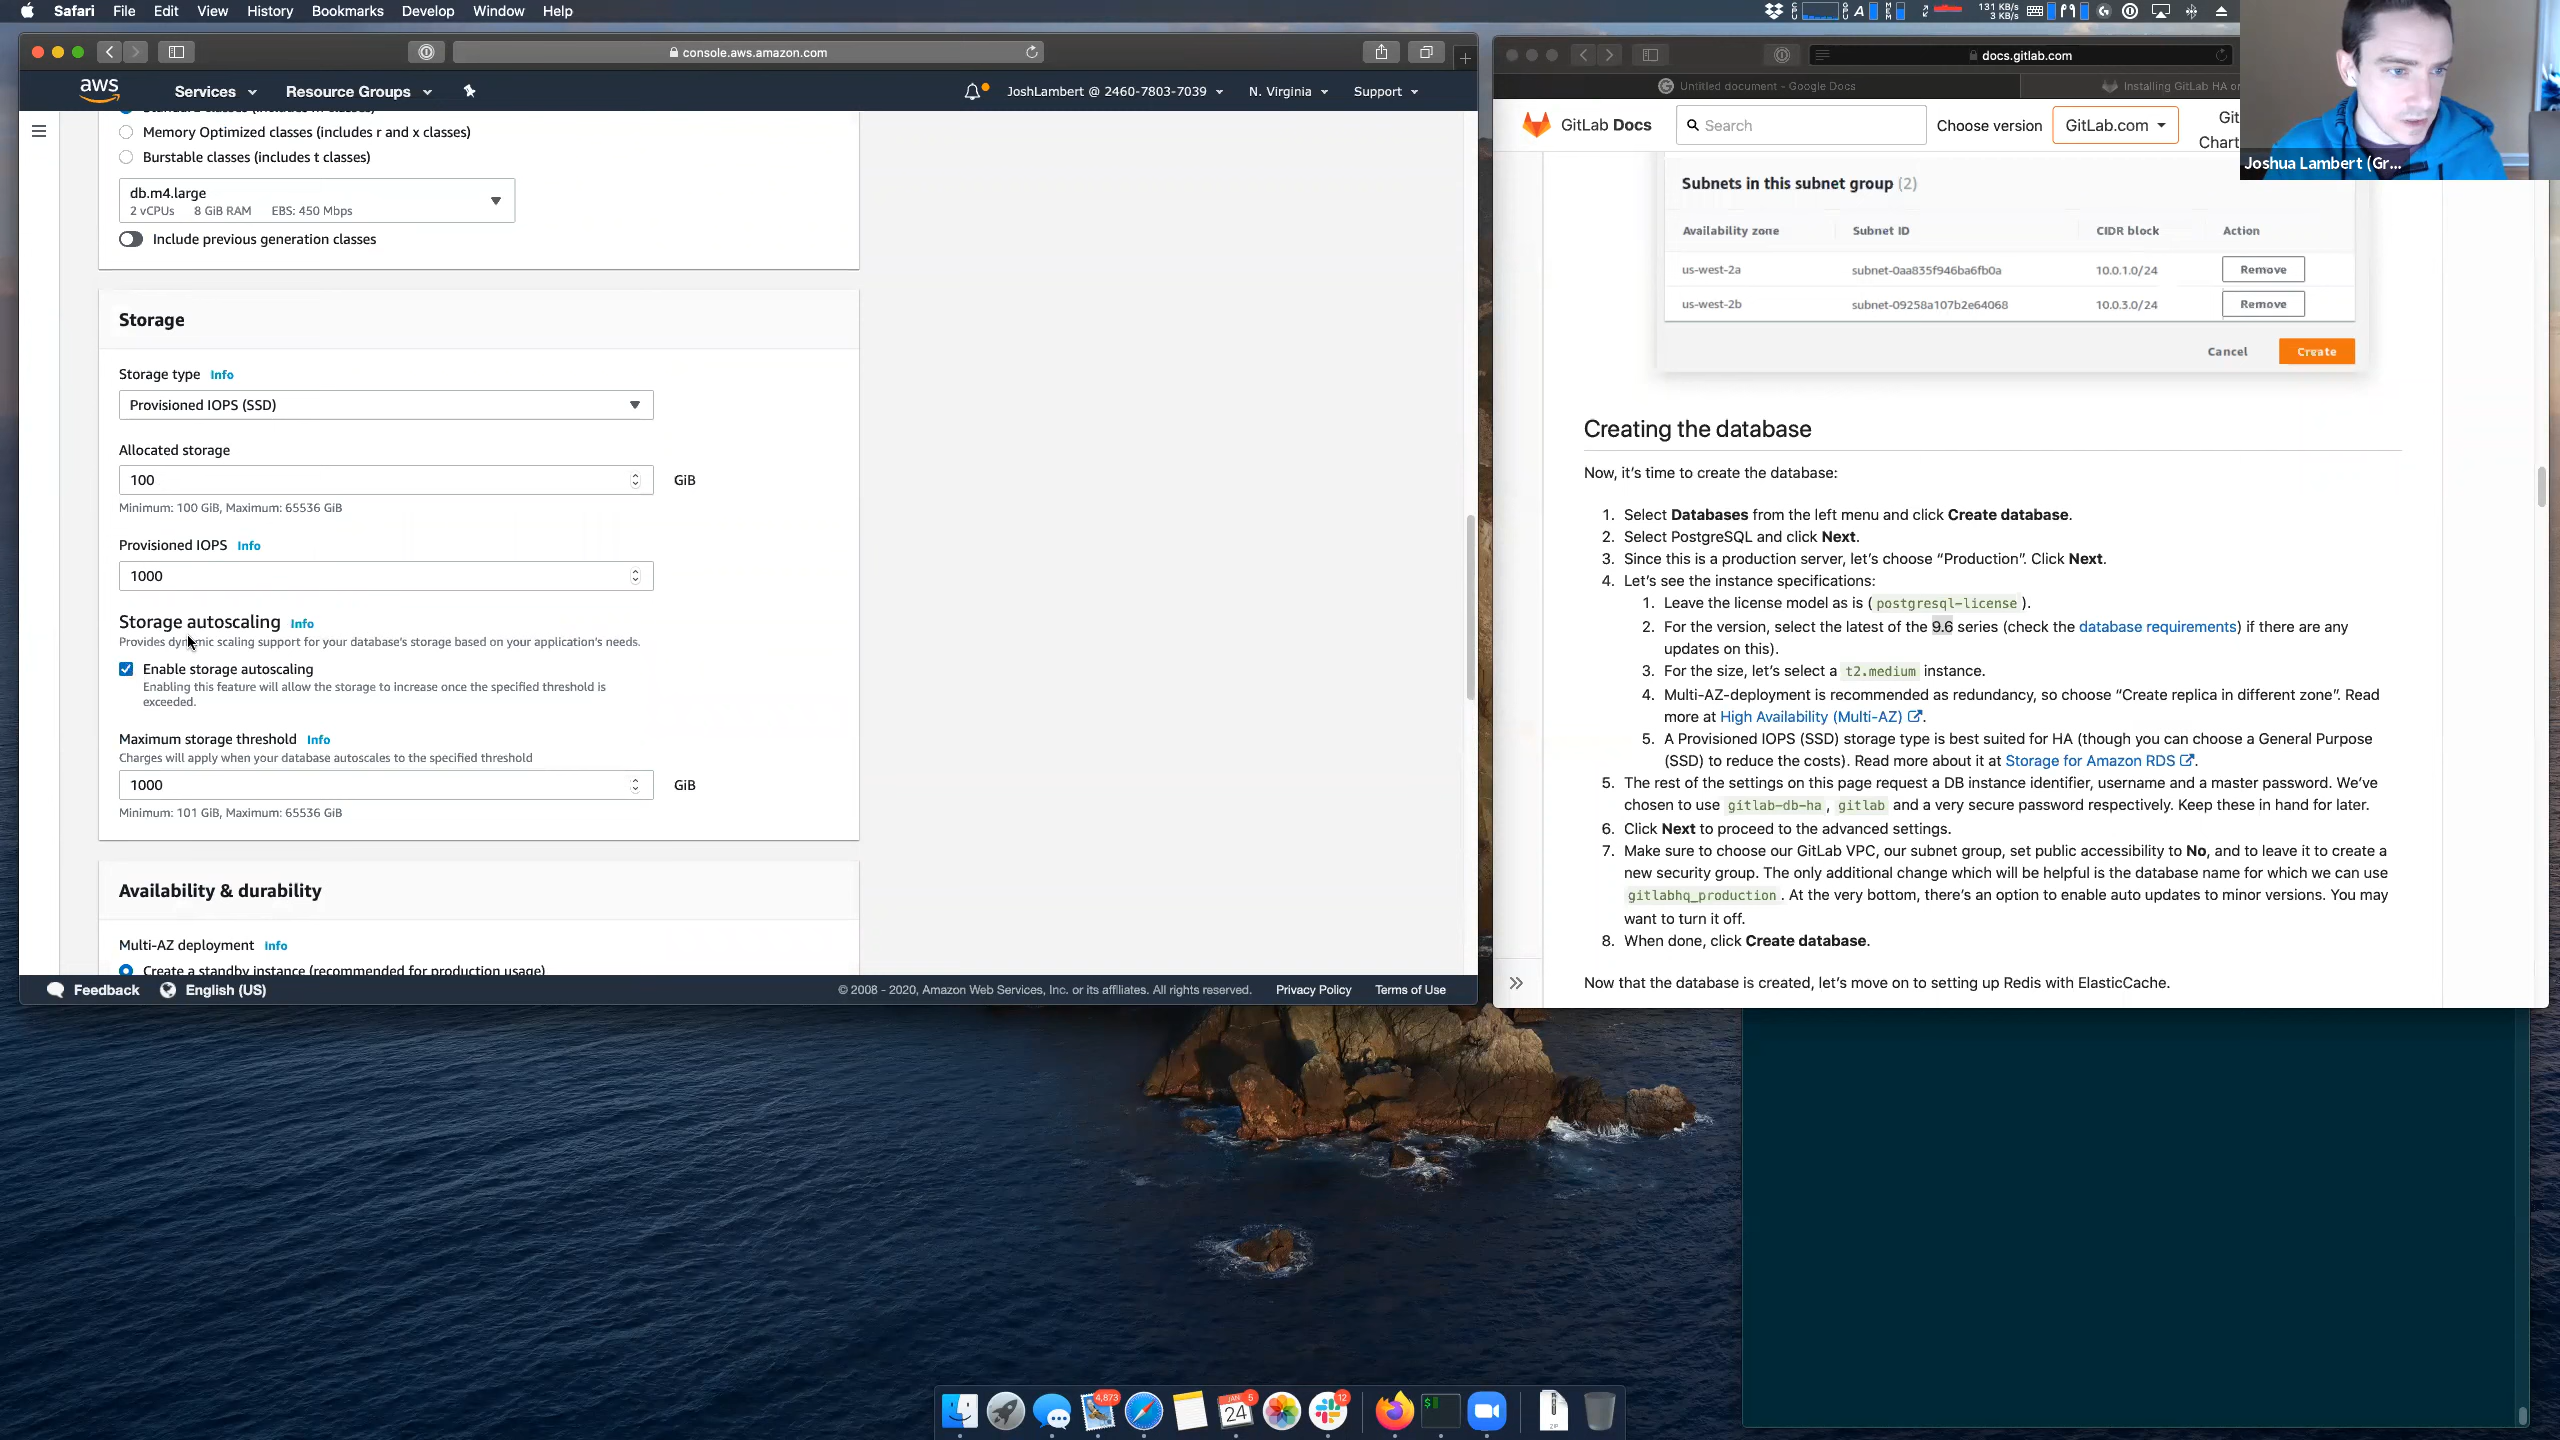 Safari File Edit View History Bookmarks Develop Window Help
131 KB/s
3 KB/s
console.aws.amazon.com
aws Services Resource Groups JoshLambert @ 2460-7803-7039 N. Virginia Support
Memory Optimized classes (includes r and x classes)
Burstable classes (includes t classes)
db.m4.large
2 vCPUs 8 GiB RAM EBS: 450 Mbps
Include previous generation classes
Storage
Storage type Info
Provisioned IOPS (SSD)
Allocated storage
100 GiB
Minimum: 100 GiB, Maximum: 65536 GiB
Provisioned IOPS Info
1000
Storage autoscaling Info
Provides dynamic scaling support for your database's storage based on your application's needs.
Enable storage autoscaling
Enabling this feature will allow the storage to increase once the specified threshold is
exceeded.
Maximum storage threshold Info
Charges will apply when your database autoscales to the specified threshold
1000 GiB
Minimum: 101 GiB, Maximum: 65536 GiB
Availability & durability
Multi-AZ deployment Info
Create a standby instance (recommended for production usage)
Feedback English (US) © 2008 - 2020, Amazon Web Services, Inc. or its affiliates. All rights reserved. Privacy Policy Terms of Use
docs.gitlab.com
Untitled document - Google Docs Installing GitLab HA on
GitLab Docs Search Choose version GitLab.com Git
Chart
Joshua Lambert (Gr...
Subnets in this subnet group (2)
Availability zone Subnet ID CIDR block Action
us-west-2a subnet-0aa835f946ba6fb0a 10.0.1.0/24 Remove
us-west-2b subnet-09258a107b2e64068 10.0.3.0/24 Remove
Cancel Create
Creating the database
Now, it's time to create the database:
1. Select Databases from the left menu and click Create database.
2. Select PostgreSQL and click Next.
3. Since this is a production server, let's choose “Production”. Click Next.
4. Let's see the instance specifications:
1. Leave the license model as is ( postgresql-license ).
2. For the version, select the latest of the 9.6 series (check the database requirements) if there are any
updates on this).
3. For the size, let's select a t2.medium instance.
4. Multi-AZ-deployment is recommended as redundancy, so choose “Create replica in different zone”. Read
more at High Availability (Multi-AZ).
5. A Provisioned IOPS (SSD) storage type is best suited for HA (though you can choose a General Purpose
(SSD) to reduce the costs). Read more about it at Storage for Amazon RDS.
5. The rest of the settings on this page request a DB instance identifier, username and a master password. We've
chosen to use gitlab-db-ha , gitlab and a very secure password respectively. Keep these in hand for later.
6. Click Next to proceed to the advanced settings.
7. Make sure to choose our GitLab VPC, our subnet group, set public accessibility to No, and to leave it to create a
new security group. The only additional change which will be helpful is the database name for which we can use
gitlabhq_production . At the very bottom, there's an option to enable auto updates to minor versions. You may
want to turn it off.
8. When done, click Create database.
Now that the database is created, let's move on to setting up Redis with ElasticCache.
4,873 JAN 5 24 12 $ ZIP